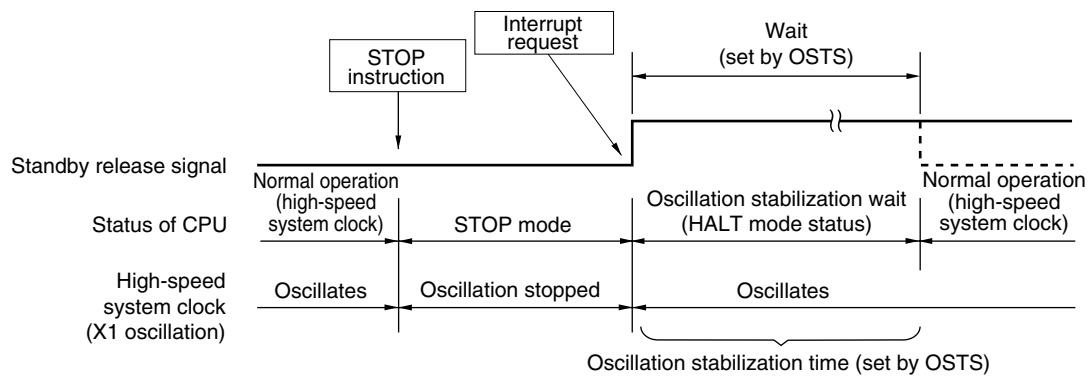 Interrupt
request
Wait
(set by OSTS)
STOP
instruction
Standby release signal
Normal operation
(high-speed
system clock)
Oscillation stabilization wait
(HALT mode status)
Normal operation
(high-speed
system clock)
Status of CPU
STOP mode
High-speed
system clock
(X1 oscillation)
Oscillates
Oscillation stopped
Oscillates
Oscillation stabilization time (set by OSTS)